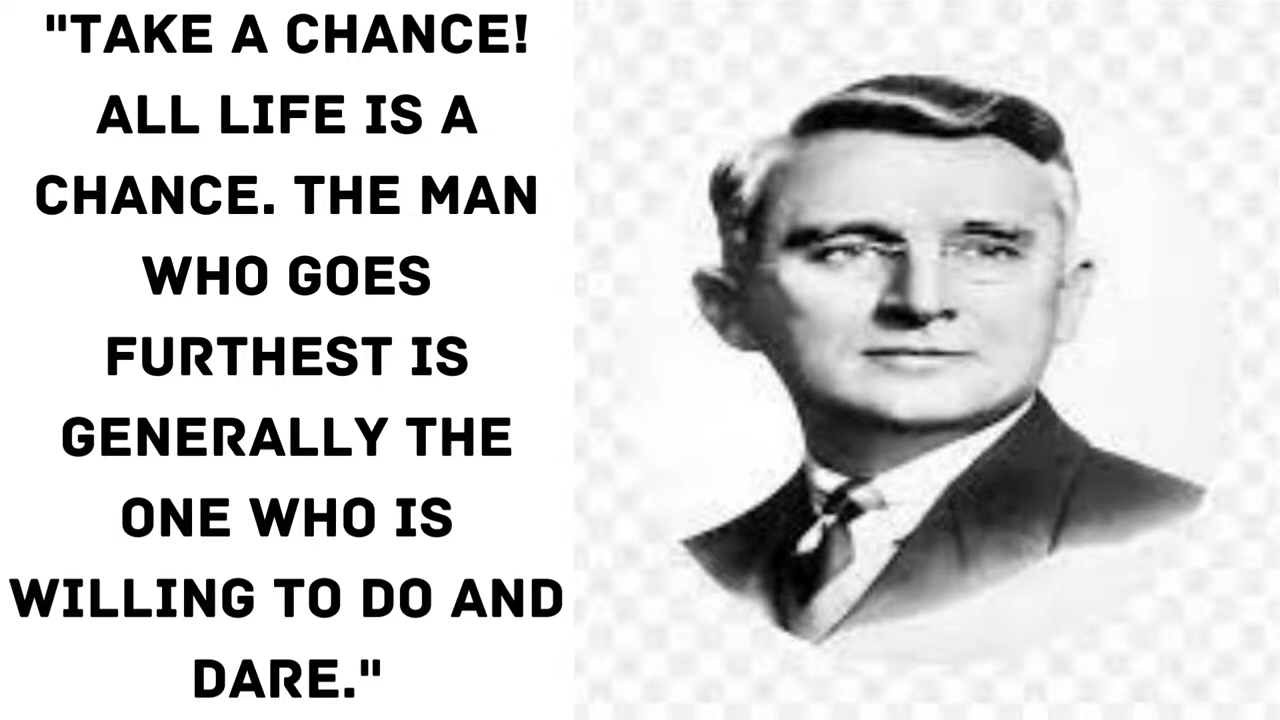 "TAKE A CHANCE!
ALL LIFE IS A
CHANCE. THE MAN
WHO GOES
FURTHEST IS
GENERALLY THE
ONE WHO IS
WILLING TO DO AND
DARE."